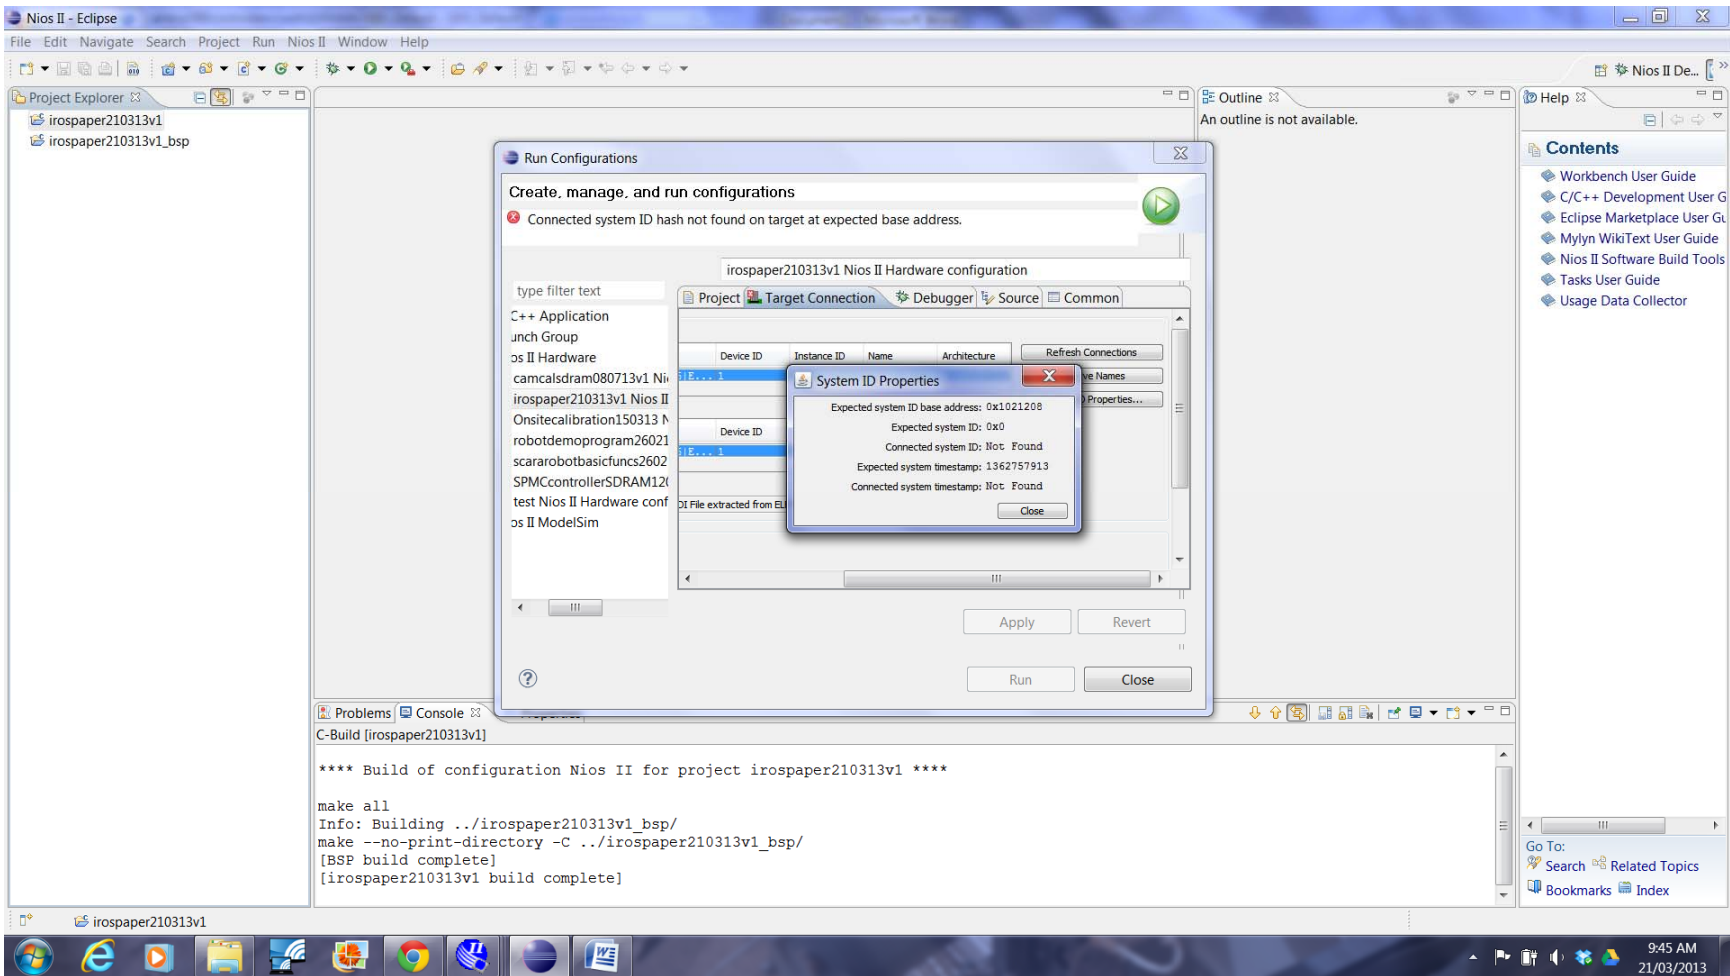 Nios II - Eclipse
File Edit Navigate Search Project Run Nios II Window Help
Nios II De...
Project Explorer
irospaper210313v1
irospaper210313v1_bsp
Outline
An outline is not available.
Help
Contents
Workbench User Guide
C/C++ Development User G
Eclipse Marketplace User Gu
Mylyn WikiText User Guide
Nios II Software Build Tools
Tasks User Guide
Usage Data Collector
Run Configurations
Create, manage, and run configurations
Connected system ID hash not found on target at expected base address.
irospaper210313v1 Nios II Hardware configuration
type filter text
C++ Application
unch Group
os II Hardware
camcalsdram080713v1 Ni
irospaper210313v1 Nios II
Onsitecalibration150313 N
robotdemoprogram26021
scararobotbasicfuncs2602
SPMCcontrollerSDRAM120
test Nios II Hardware conf
os II ModelSim
Project Target Connection Debugger Source Common
Device ID Instance ID Name Architecture
Refresh Connections
E... 1
ve Names
Properties...
Device ID
E... 1
DI File extracted from EL
System ID Properties
Expected system ID base address: 0x1021208
Expected system ID: 0x0
Connected system ID: Not Found
Expected system timestamp: 1362757913
Connected system timestamp: Not Found
Close
Apply Revert
Run Close
Problems Console
C-Build [irospaper210313v1]
**** Build of configuration Nios II for project irospaper210313v1 ****
make all
Info: Building ../irospaper210313v1_bsp/
make --no-print-directory -C ../irospaper210313v1_bsp/
[BSP build complete]
[irospaper210313v1 build complete]
Go To:
Search Related Topics
Bookmarks Index
irospaper210313v1
9:45 AM
21/03/2013